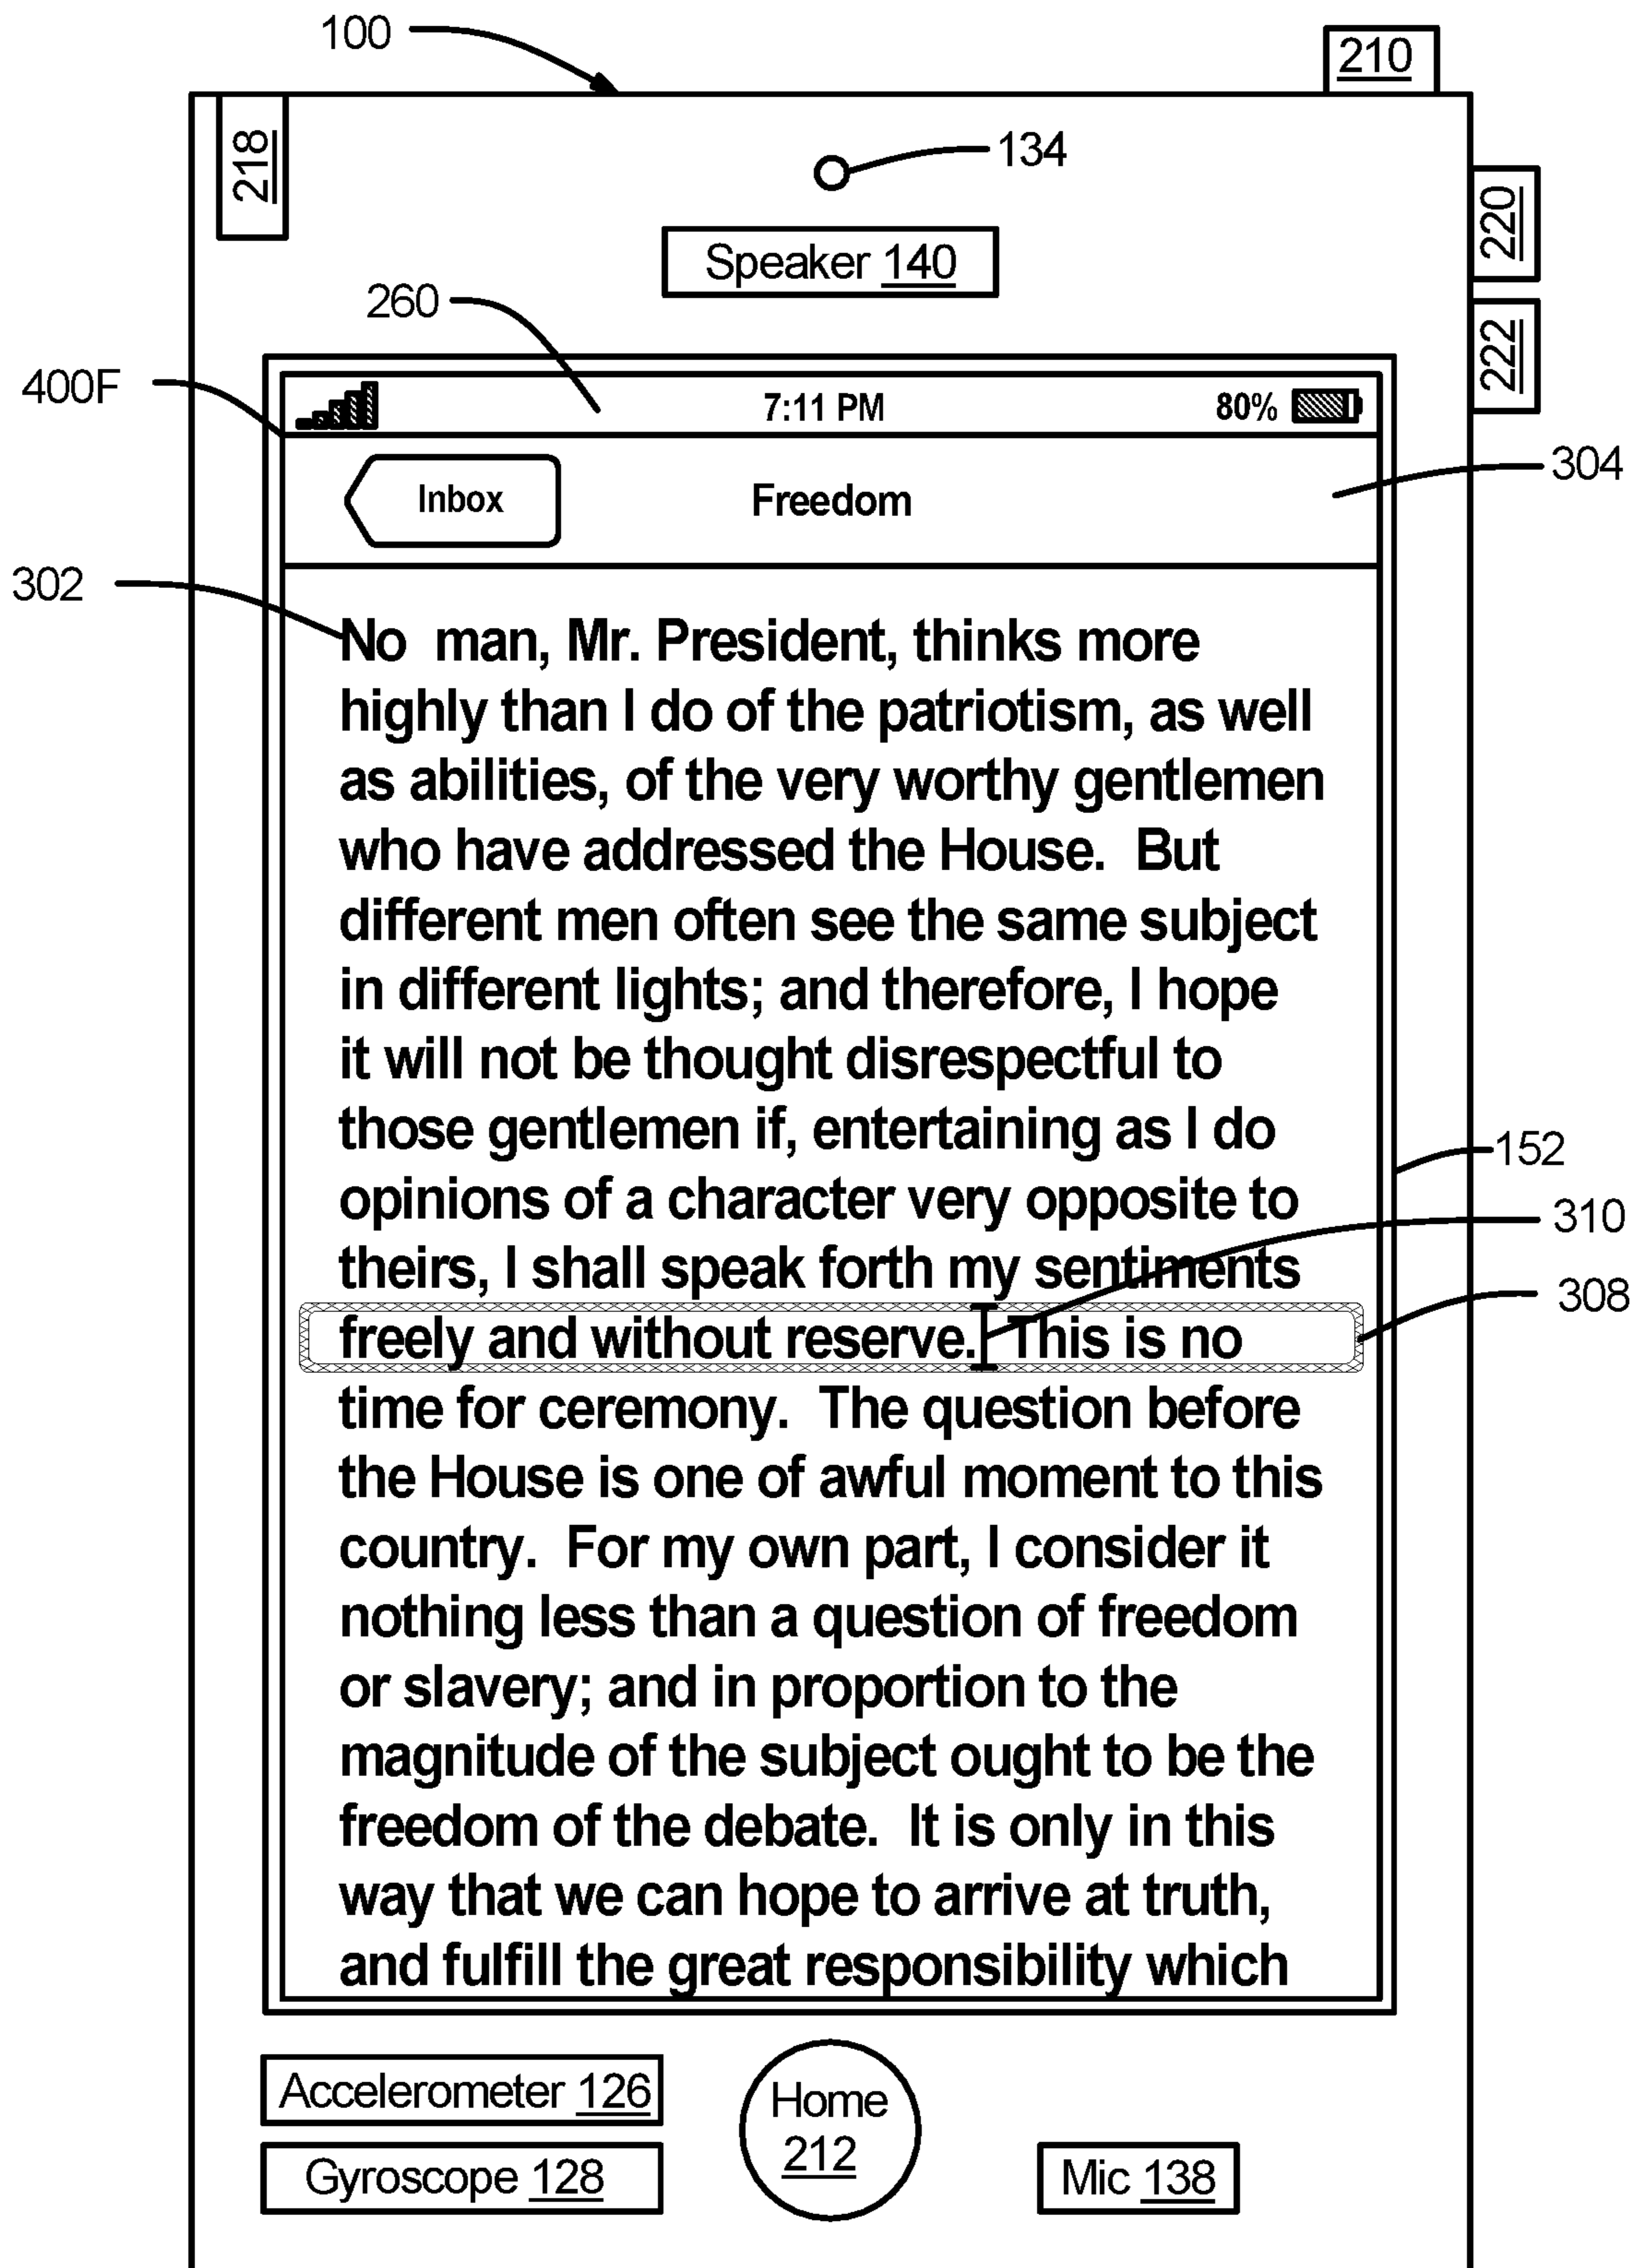 100
210
218
134
220
Speaker 140
260
222
400F
7:11 PM
80%
304
Inbox
Freedom
302
No  man, Mr. President, thinks more
highly than I do of the patriotism, as well
as abilities, of the very worthy gentlemen
who have addressed the House.  But
different men often see the same subject
in different lights; and therefore, I hope
it will not be thought disrespectful to
those gentlemen if, entertaining as I do
152
opinions of a character very opposite to
310
theirs, I shall speak forth my sentiments
308
freely and without reserve.  This is no
time for ceremony.  The question before
the House is one of awful moment to this
country.  For my own part, I consider it
nothing less than a question of freedom
or slavery; and in proportion to the
magnitude of the subject ought to be the
freedom of the debate.  It is only in this
way that we can hope to arrive at truth,
and fulfill the great responsibility which
Accelerometer 126
Home
212
Gyroscope 128
Mic 138